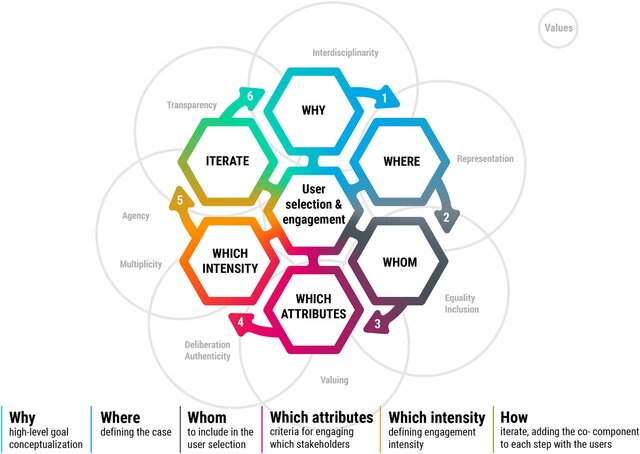 Values
Interdisciplinarity
6
1
WHY
Transparency
ITERATE
WHERE
Representation
User
selection &
engagement
5
2
Agency
WHICH
INTENSITY
WHOM
Multiplicity
Equality
Inclusion
WHICH
ATTRIBUTES
4
3
Deliberation
Authenticity
Valuing
Why
high-level goal
conceptualization
Where
defining the case
Whom
to include in the
user selection
Which attributes
criteria for engaging
which stakeholders
Which intensity
defining engagement
intensity
How
iterate, adding the co- component
to each step with the users